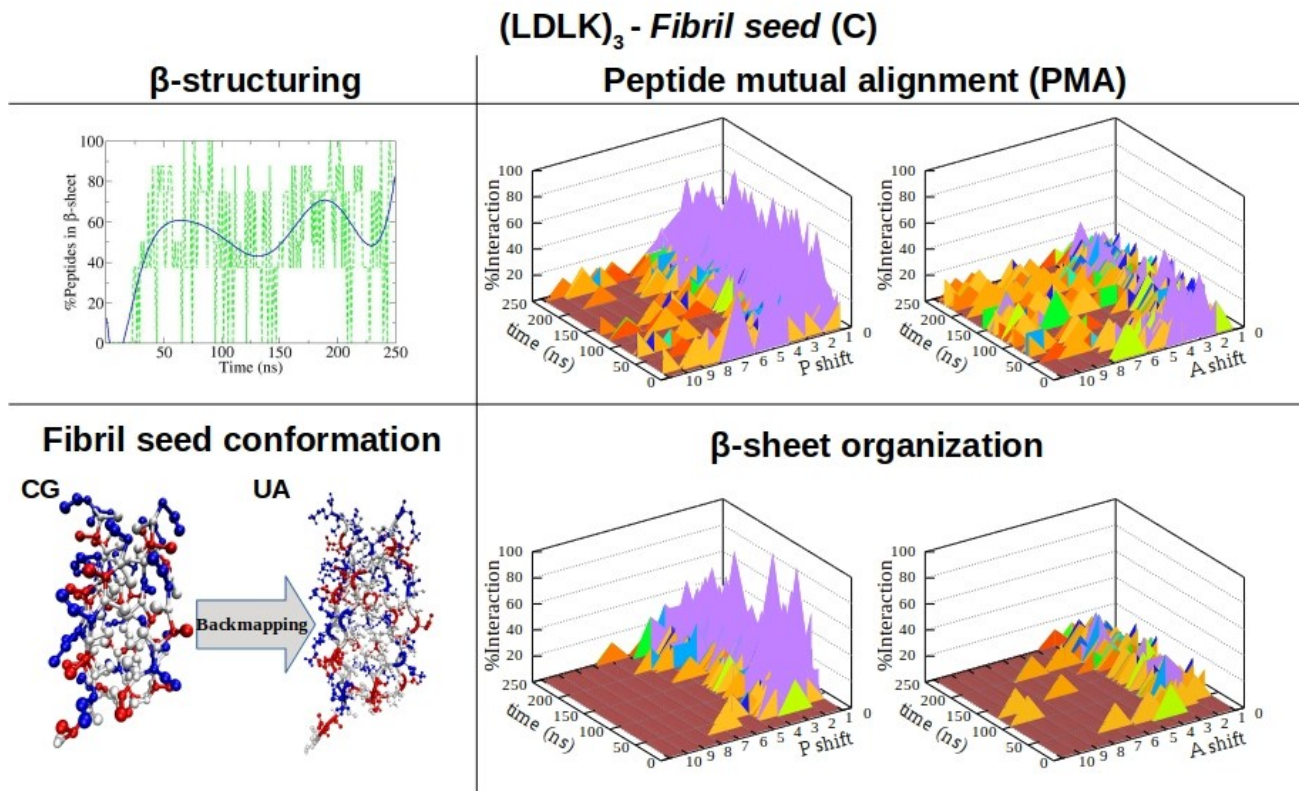 (LDLK)3 - Fibril seed (C)
β-structuring
Peptide mutual alignment (PMA)
%Peptides in β-sheet
100
80
60
40
20
0
50 100 150 200 250
Time (ns)
%Interaction
100
80
60
40
20
250
200
150
100
50
0
time (ns)
10 9 8 7 6 5 4 3 2 1 0
P shift
%Interaction
100
80
60
40
20
250
200
150
100
50
0
time (ns)
10 9 8 7 6 5 4 3 2 1 0
A shift
Fibril seed conformation
CG
UA
Backmapping
β-sheet organization
%Interaction
100
80
60
40
20
250
200
150
100
50
0
time (ns)
10 9 8 7 6 5 4 3 2 1 0
P shift
%Interaction
100
80
60
40
20
250
200
150
100
50
0
time (ns)
10 9 8 7 6 5 4 3 2 1 0
A shift